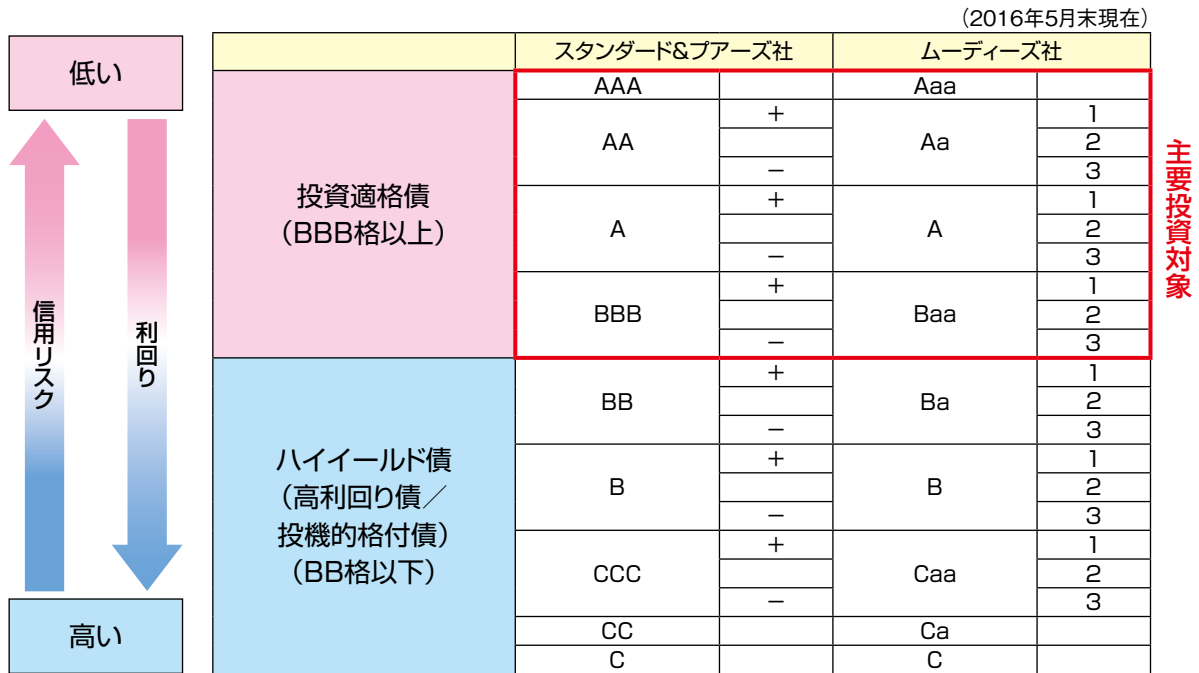 （2016年5月末現在）
スタンダード&プアーズ社 ムーディーズ社
低い
高い
信用リスク
利回り
投資適格債
（BBB格以上）
AAA Aaa
AA + Aa 1
2
− 3
A + A 1
2
− 3
BBB + Baa 1
2
− 3
主要投資対象
ハイイールド債
（高利回り債／
投機的格付債）
（BB格以下）
BB + Ba 1
2
− 3
B + B 1
2
− 3
CCC + Caa 1
2
− 3
CC Ca
C C